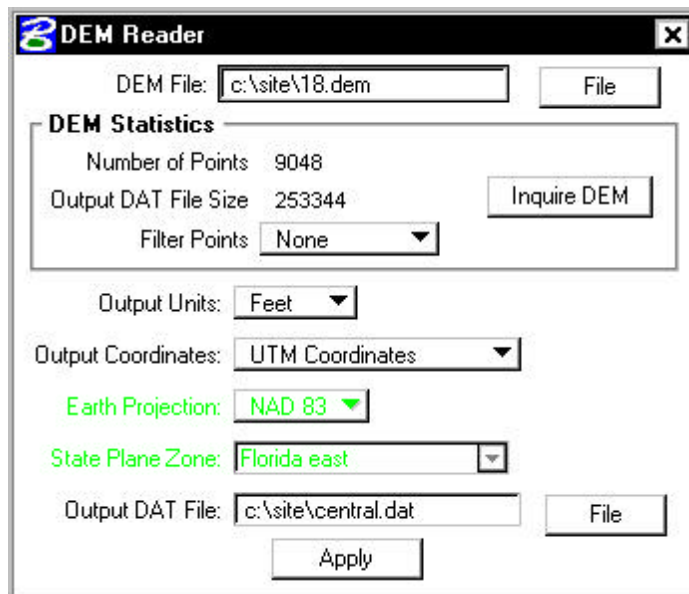 DEM Reader
DEM File: c:\site\18.dem File
DEM Statistics
Number of Points 9048
Output DAT File Size 253344 Inquire DEM
Filter Points None
Output Units: Feet
Output Coordinates: UTM Coordinates
Earth Projection: NAD 83
State Plane Zone: Florida east
Output DAT File: c:\site\central.dat File
Apply